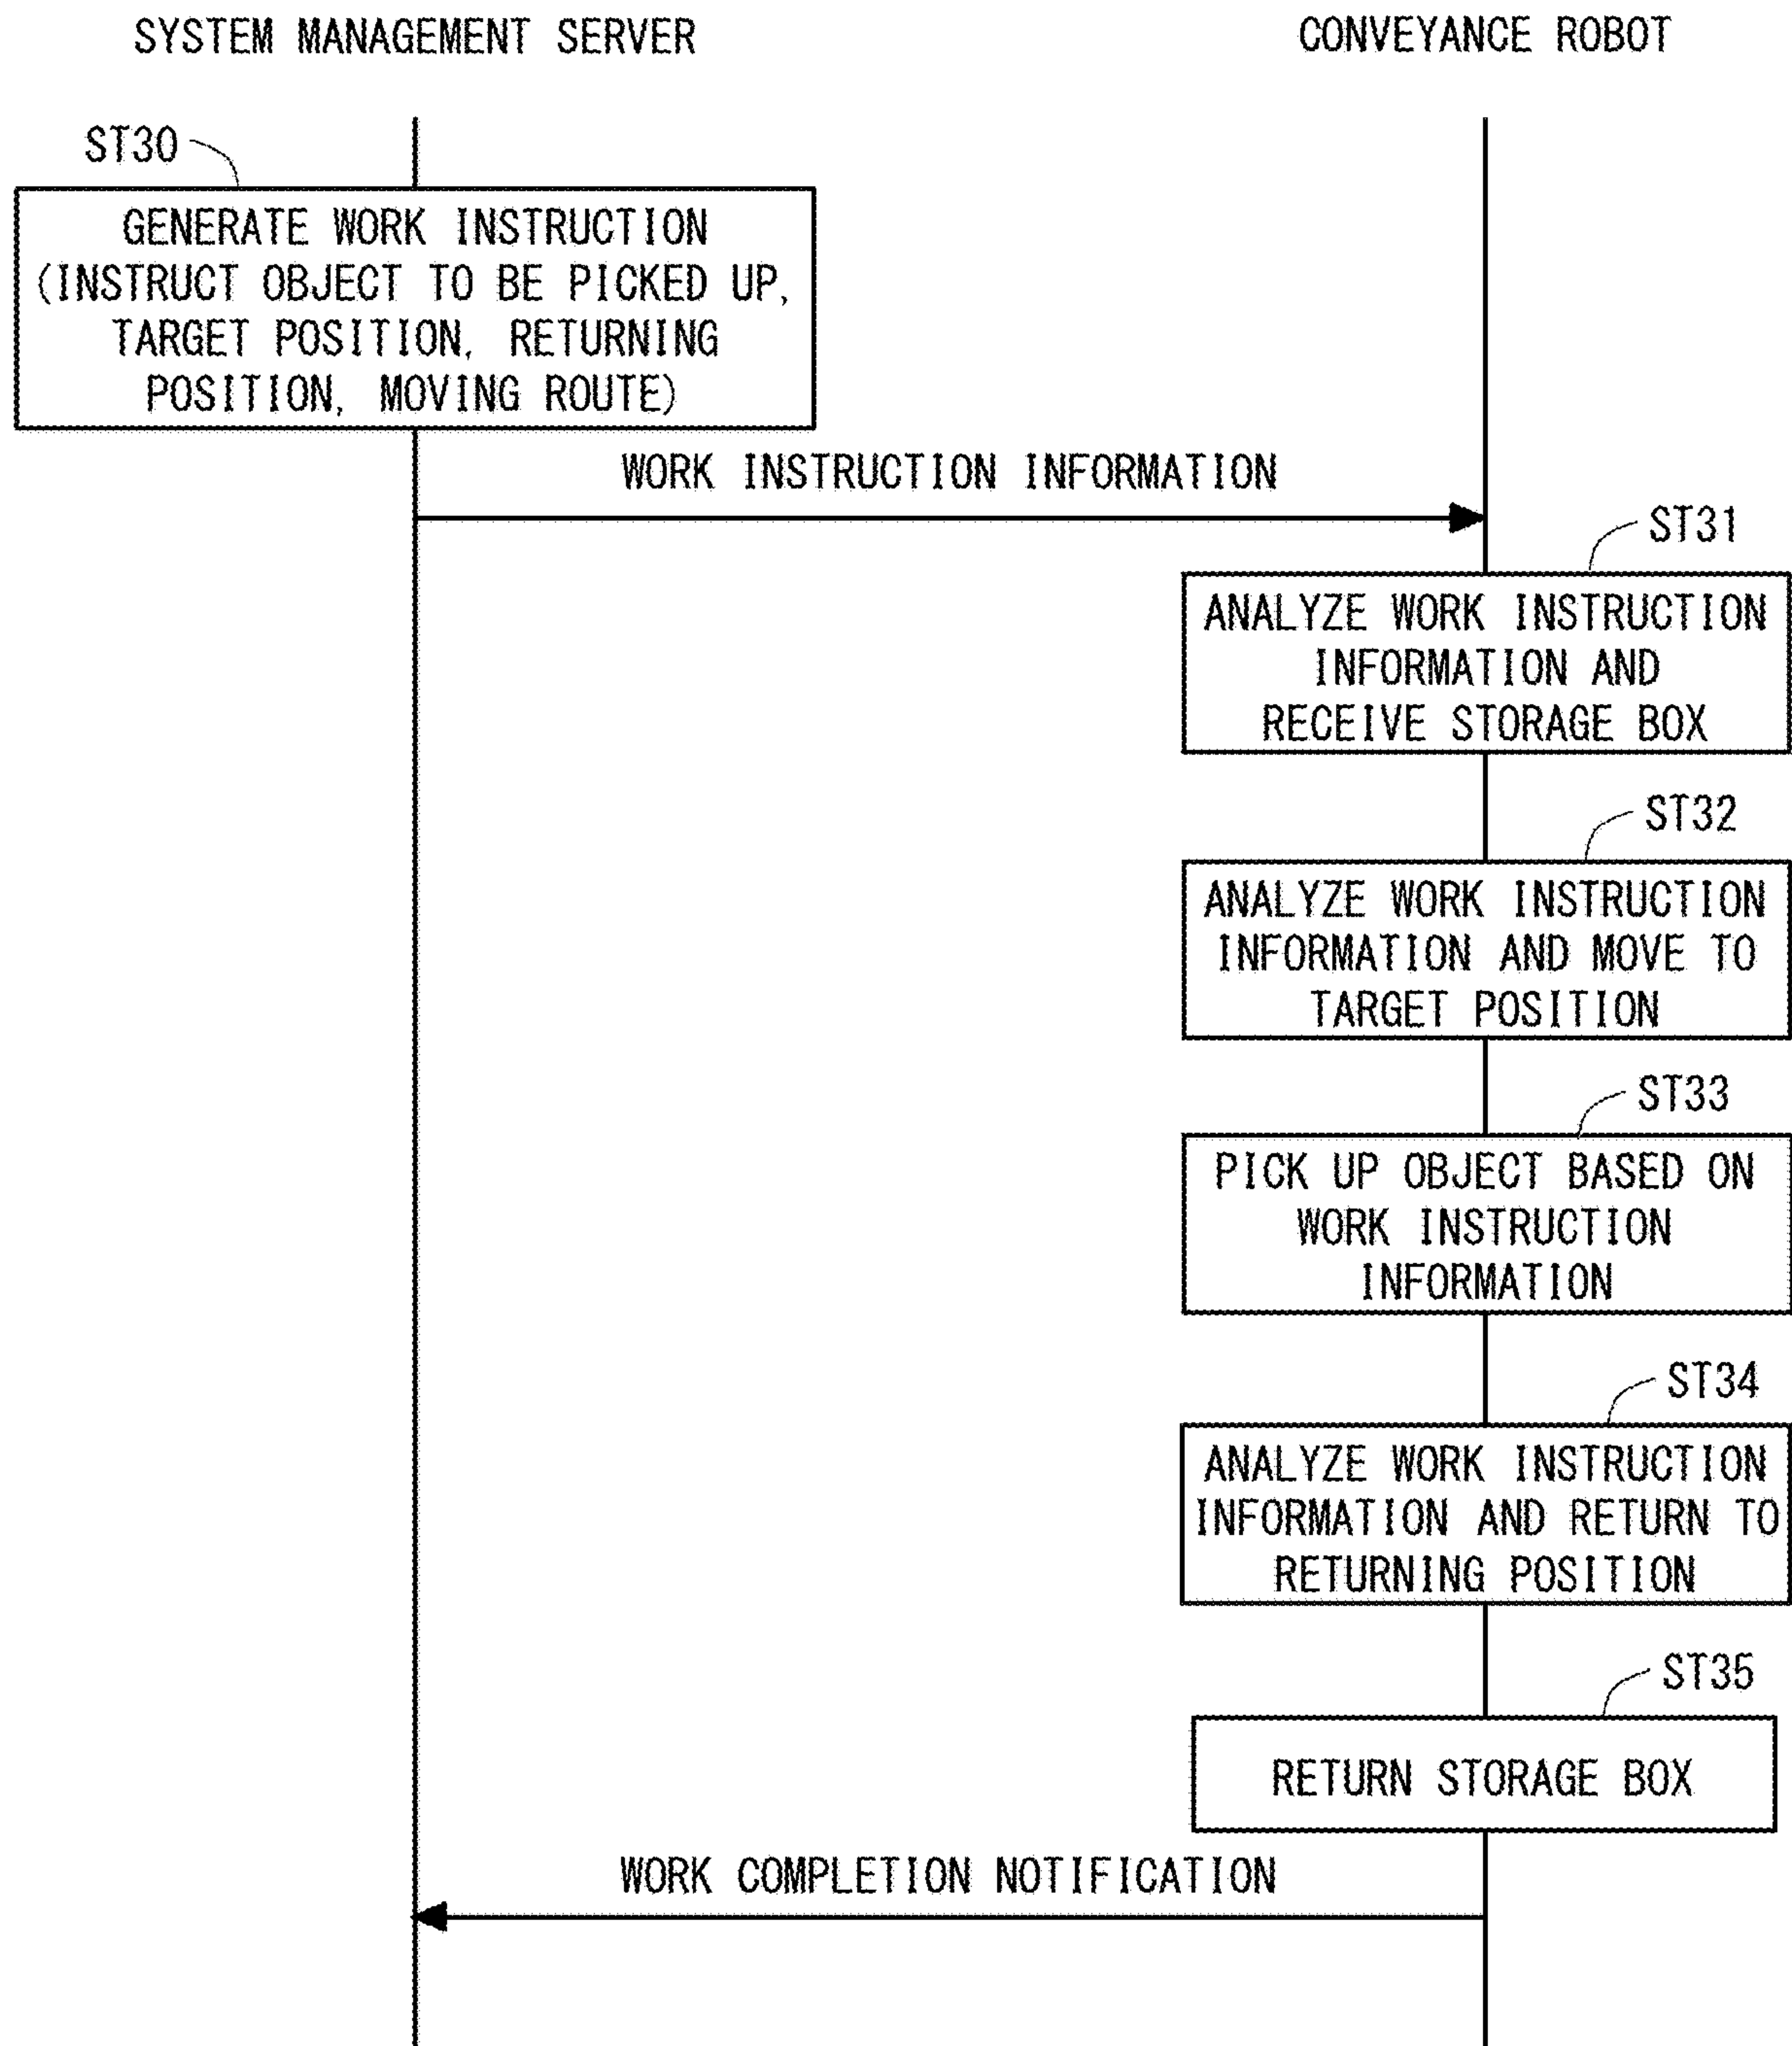 SYSTEM MANAGEMENT SERVER
CONVEYANCE ROBOT
ST30
GENERATE WORK INSTRUCTION
(INSTRUCT OBJECT TO BE PICKED UP,
TARGET POSITION, RETURNING
POSITION, MOVING ROUTE)
WORK INSTRUCTION INFORMATION
ST31
ANALYZE WORK INSTRUCTION
INFORMATION AND
RECEIVE STORAGE BOX
ST32
ANALYZE WORK INSTRUCTION
INFORMATION AND MOVE TO
TARGET POSITION
ST33
PICK UP OBJECT BASED ON
WORK INSTRUCTION
INFORMATION
ST34
ANALYZE WORK INSTRUCTION
INFORMATION AND RETURN TO
RETURNING POSITION
ST35
RETURN STORAGE BOX
WORK COMPLETION NOTIFICATION